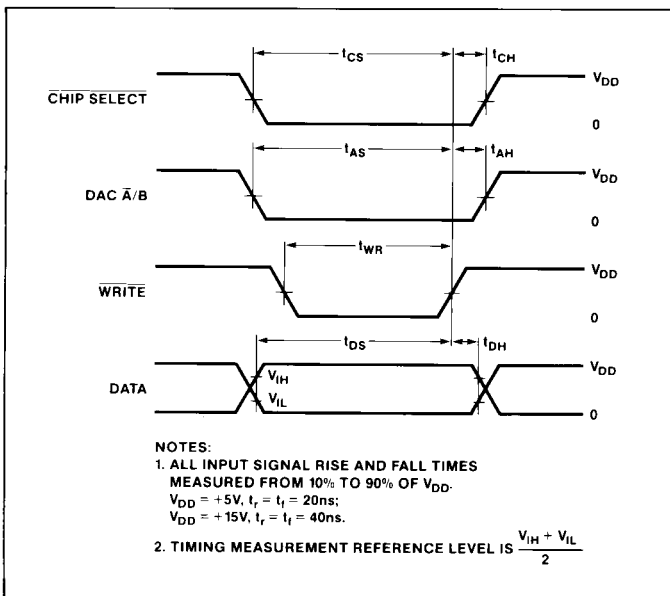 t_CS t_CH
V_DD
CHIP SELECT
0
t_AS t_AH
V_DD
DAC A̅/B
0
t_WR
V_DD
WRITE
0
t_DS t_DH
V_DD
V_IH
DATA
V_IL
0
NOTES:
1. ALL INPUT SIGNAL RISE AND FALL TIMES
MEASURED FROM 10% TO 90% OF V_DD.
V_DD = +5V, t_r = t_f = 20ns;
V_DD = +15V, t_r = t_f = 40ns.
2. TIMING MEASUREMENT REFERENCE LEVEL IS (V_IH + V_IL)/2